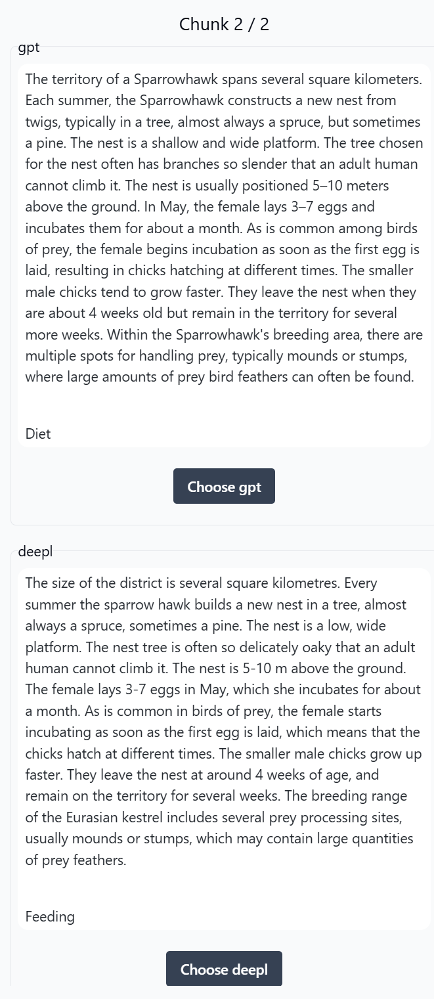 Chunk 2 / 2
gpt
The territory of a Sparrowhawk spans several square kilometers.
Each summer, the Sparrowhawk constructs a new nest from
twigs, typically in a tree, almost always a spruce, but sometimes
a pine. The nest is a shallow and wide platform. The tree chosen
for the nest often has branches so slender that an adult human
cannot climb it. The nest is usually positioned 5–10 meters
above the ground. In May, the female lays 3–7 eggs and
incubates them for about a month. As is common among birds
of prey, the female begins incubation as soon as the first egg is
laid, resulting in chicks hatching at different times. The smaller
male chicks tend to grow faster. They leave the nest when they
are about 4 weeks old but remain in the territory for several
more weeks. Within the Sparrowhawk's breeding area, there are
multiple spots for handling prey, typically mounds or stumps,
where large amounts of prey bird feathers can often be found.
Diet
Choose gpt
deepl
The size of the district is several square kilometres. Every
summer the sparrow hawk builds a new nest in a tree, almost
always a spruce, sometimes a pine. The nest is a low, wide
platform. The nest tree is often so delicately oaky that an adult
human cannot climb it. The nest is 5-10 m above the ground.
The female lays 3-7 eggs in May, which she incubates for about
a month. As is common in birds of prey, the female starts
incubating as soon as the first egg is laid, which means that the
chicks hatch at different times. The smaller male chicks grow up
faster. They leave the nest at around 4 weeks of age, and
remain on the territory for several weeks. The breeding range
of the Eurasian kestrel includes several prey processing sites,
usually mounds or stumps, which may contain large quantities
of prey feathers.
Feeding
Choose deepl